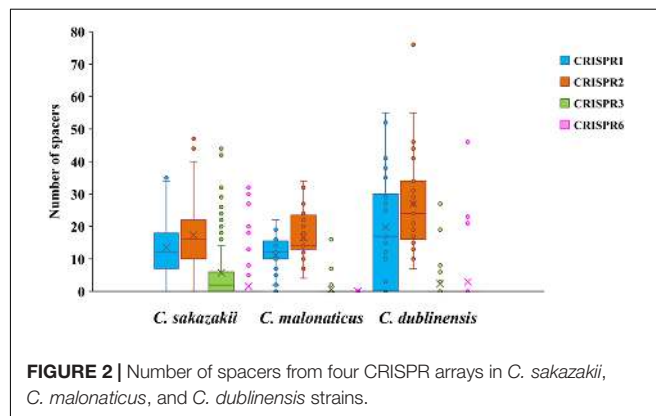 80
70
60
50
40
30
20
10
0
Number of spacers
CRISPR1
CRISPR2
CRISPR3
CRISPR6
C. sakazakii C. malonaticus C. dublinensis
FIGURE 2 | Number of spacers from four CRISPR arrays in C. sakazakii,
C. malonaticus, and C. dublinensis strains.